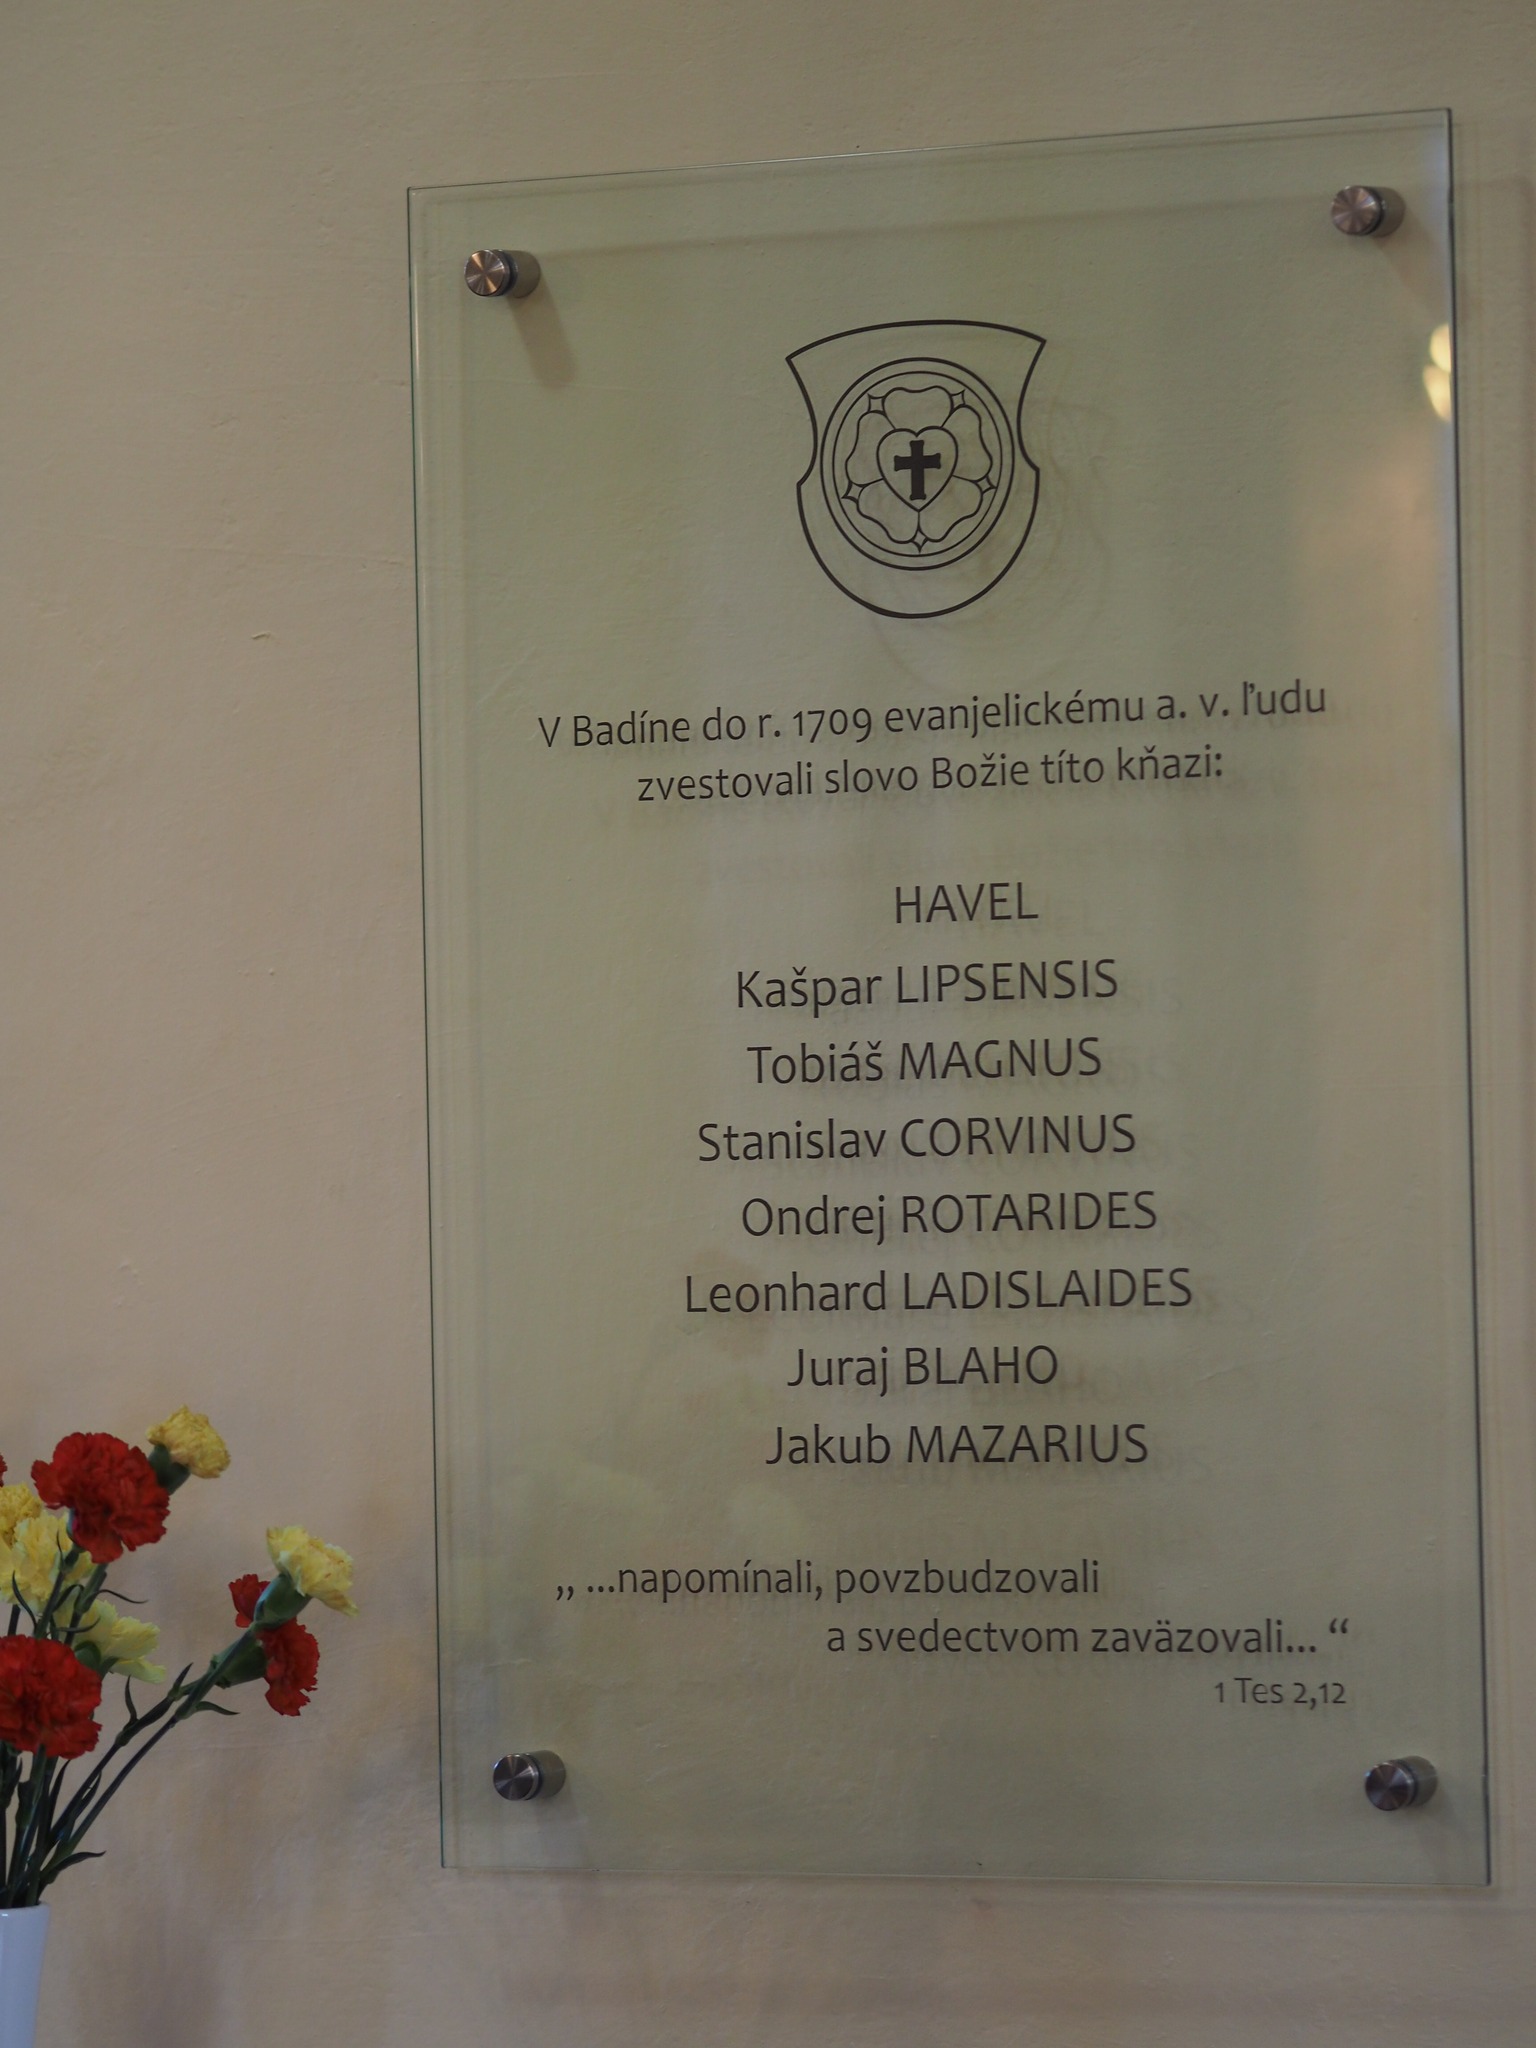 V Badíne do r. 1709 evanjelickému a. v. ľudu
zvestovali slovo Božie títo kňazi:
HAVEL
Kašpar LIPSENSIS
Tobiáš MAGNUS
Stanislav CORVINUS
Ondrej ROTARIDES
Leonhard LADISLAIDES
Juraj BLAHO
Jakub MAZARIUS
„ ...napomínali, povzbudzovali
a svedectvom zaväzovali... “
1 Tes 2,12